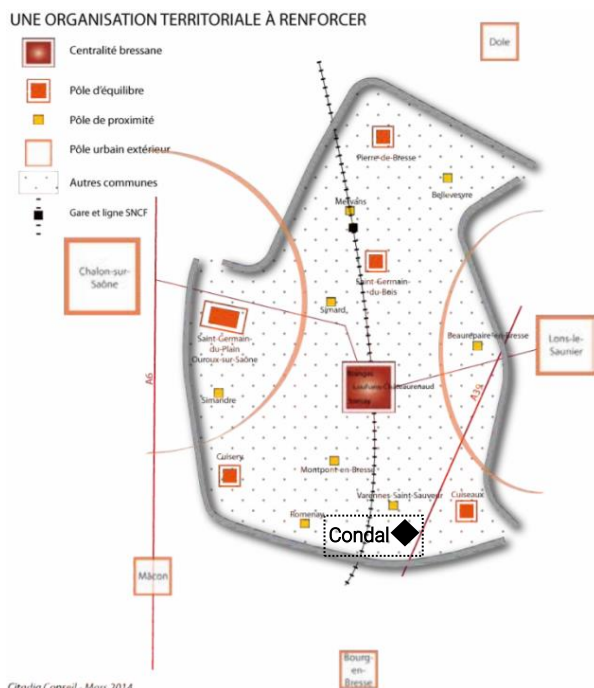 UNE ORGANISATION TERRITORIALE À RENFORCER
Centralité bressane
Pôle d'équilibre
Pôle de proximité
Pôle urbain extérieur
Autres communes
Gare et ligne SNCF
Dole
Pierre-de-Bresse
Bellevesvre
Mervans
Saint-Germain
du-Bois
Chalon-sur-
Saône
Simard
Saint-Germain
du-Plain
Ouroux-sur-Saône
Beaurepaire-en-Bresse
Lons-le-
Saunier
Branges
Louhans-Châteaurenaud
Sornay
A6
A39
Simandre
Cuisery
Montpont-en-Bresse
Varennes-Saint-Sauveur
Cuiseaux
Romenay
Condal
Mâcon
Bourg-
en-
Bresse
Citadia Conseil - Mars 2014